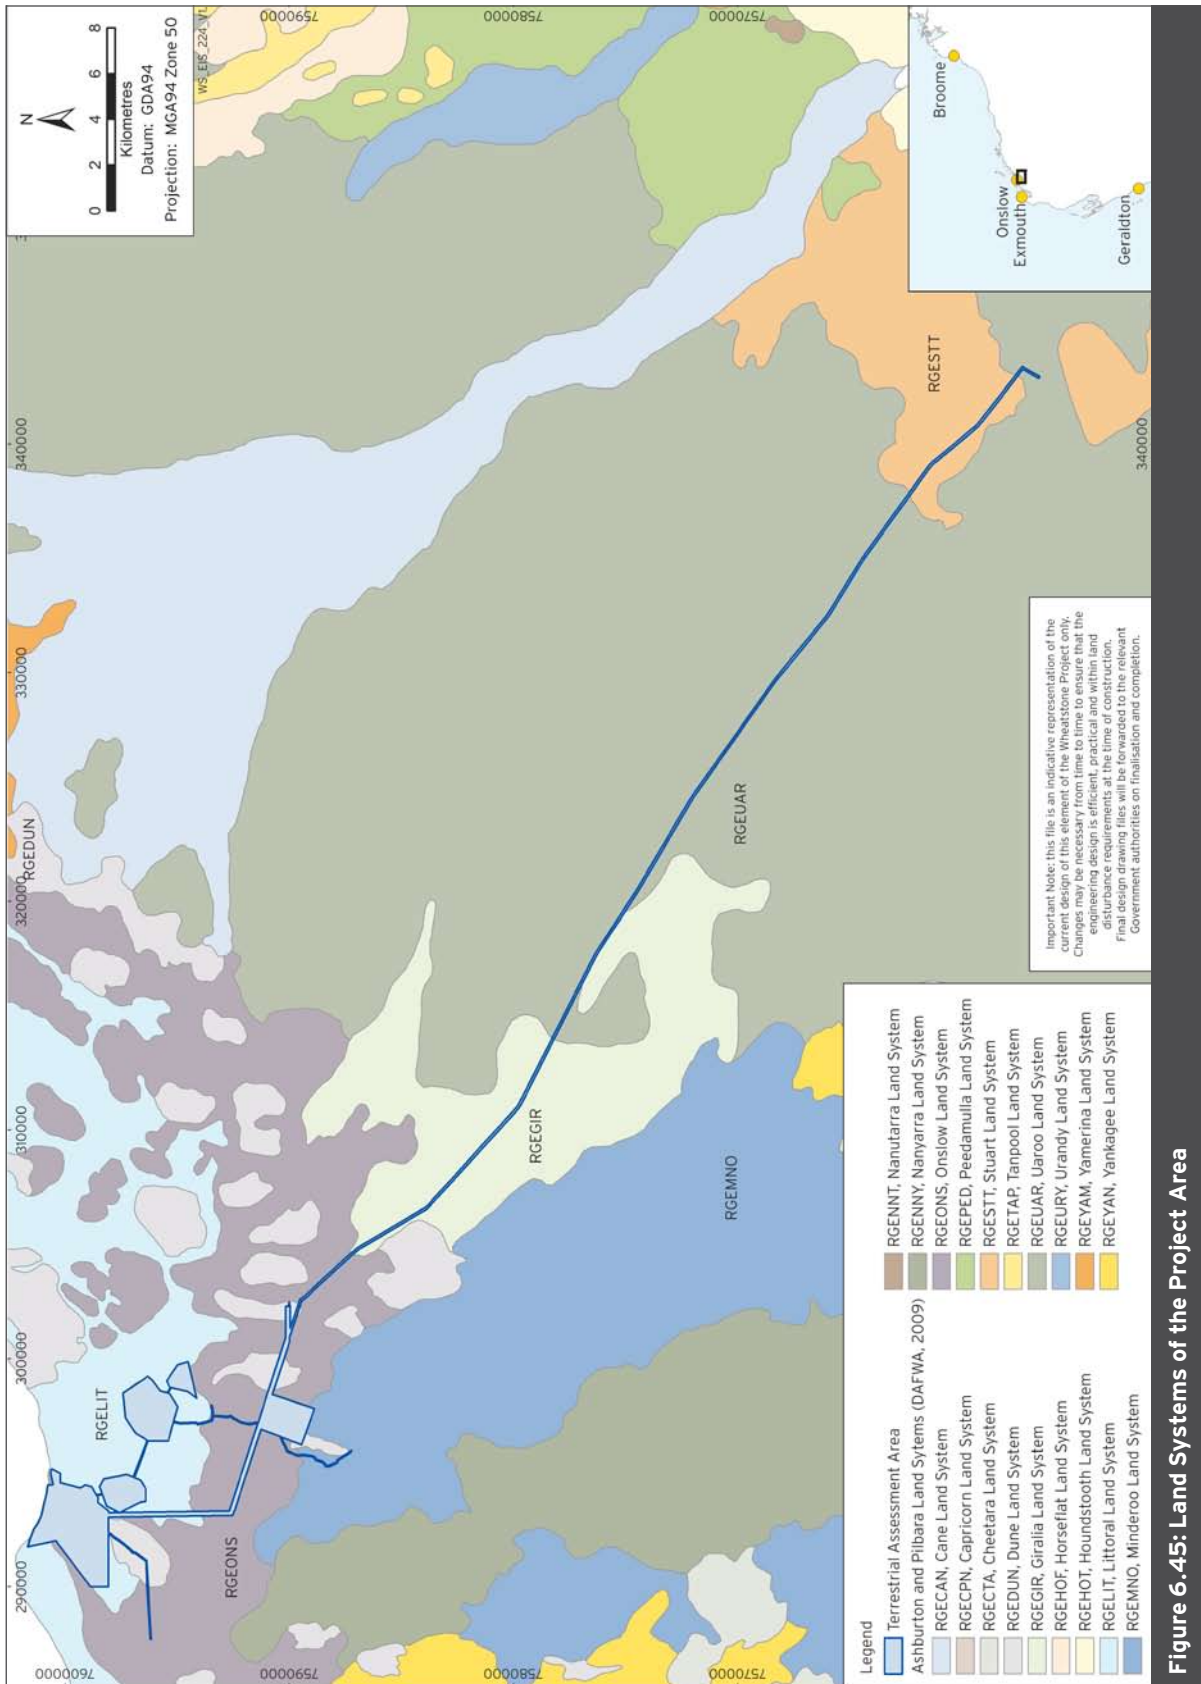 N
0 2 4 6 8
Kilometres
Datum: GDA94
Projection: MGA94 Zone 50
WS_EIS_224_V1
290000
300000
310000
320000
330000
340000
7600000
7590000
7580000
7570000
7590000
7580000
7570000
340000
RGELIT
RGEONS
RGEDUN
RGEGIR
RGEMNO
RGEUAR
RGESTT
Broome
Onslow
Exmouth
Geraldton
Important Note: this file is an indicative representation of the
current design of this element of the Wheatstone Project only.
Changes may be necessary from time to time to ensure that the
engineering design is efficient, practical and within land
disturbance requirements at the time of construction.
Final design drawing files will be forwarded to the relevant
Government authorities on finalisation and completion.
Legend
Terrestrial Assessment Area
Ashburton and Pilbara Land Sytems (DAFWA, 2009)
RGECAN, Cane Land System
RGECPN, Capricorn Land System
RGECTA, Cheetara Land System
RGEDUN, Dune Land System
RGEGIR, Giralia Land System
RGEHOF, Horseflat Land System
RGEHOT, Houndstooth Land System
RGELIT, Littoral Land System
RGEMNO, Minderoo Land System
RGENNT, Nanutarra Land System
RGENNY, Nanyarra Land System
RGEONS, Onslow Land System
RGEPED, Peedamulla Land System
RGESTT, Stuart Land System
RGETAP, Tanpool Land System
RGEUAR, Uaroo Land System
RGEURY, Urandy Land System
RGEYAM, Yamerina Land System
RGEYAN, Yankagee Land System
Figure 6.45: Land Systems of the Project Area